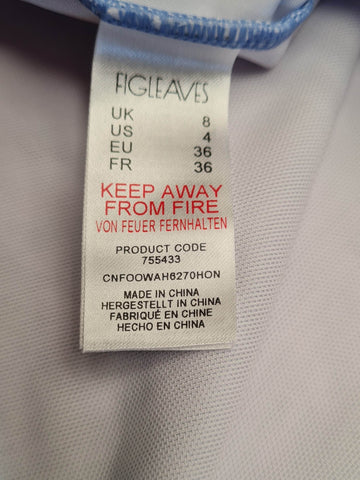 FIGLEAVES
UK 8
US 4
EU 36
FR 36
KEEP AWAY
FROM FIRE
VON FEUER FERNHALTEN
PRODUCT CODE
755433
CNFOOWAH6270HON
MADE IN CHINA
HERGESTELLT IN CHINA
FABRIQUÉ EN CHINE
HECHO EN CHINA